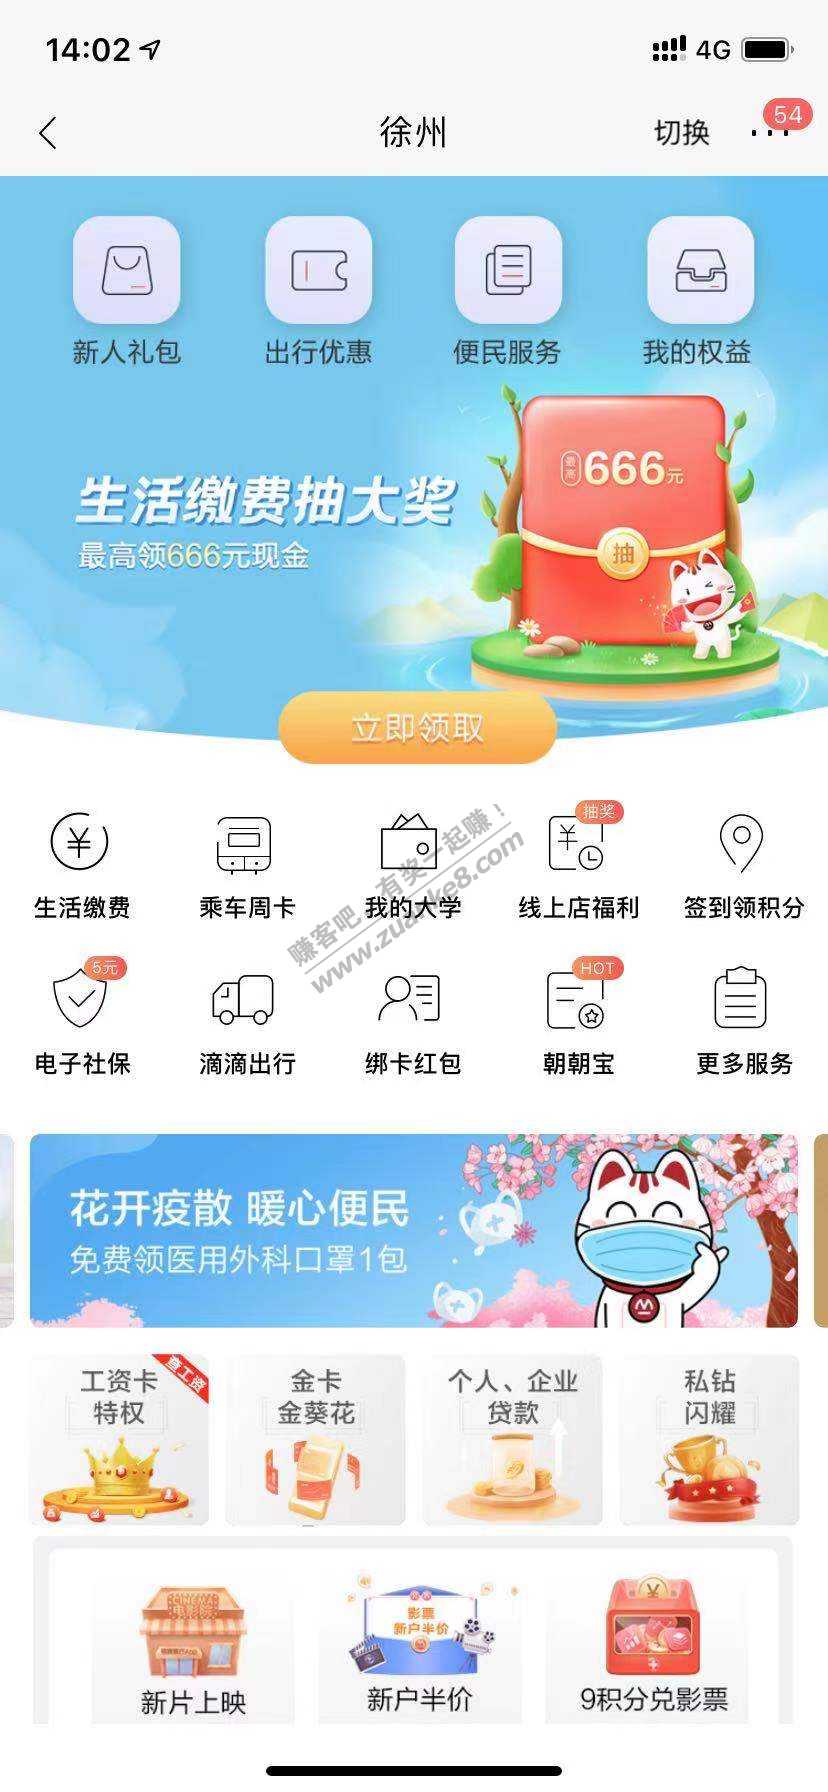 14:02
4G
徐州
切换
54
新人礼包
出行优惠
便民服务
我的权益
最高
666元
生活缴费抽大奖
最高领666元现金
抽
立即领取
抽奖
生活缴费
乘车周卡
我的大学
线上店福利
签到领积分
赚客吧,有奖一起赚!
www.zuanke8.com
5元
HOT
电子社保
滴滴出行
绑卡红包
朝朝宝
更多服务
花开疫散 暖心便民
免费领医用外科口罩1包
工资卡
特权
查工资
金卡
金葵花
个人、企业
贷款
私钻
闪耀
CINEMA
电影院
影票
新户半价
新片上映
新户半价
9积分兑影票